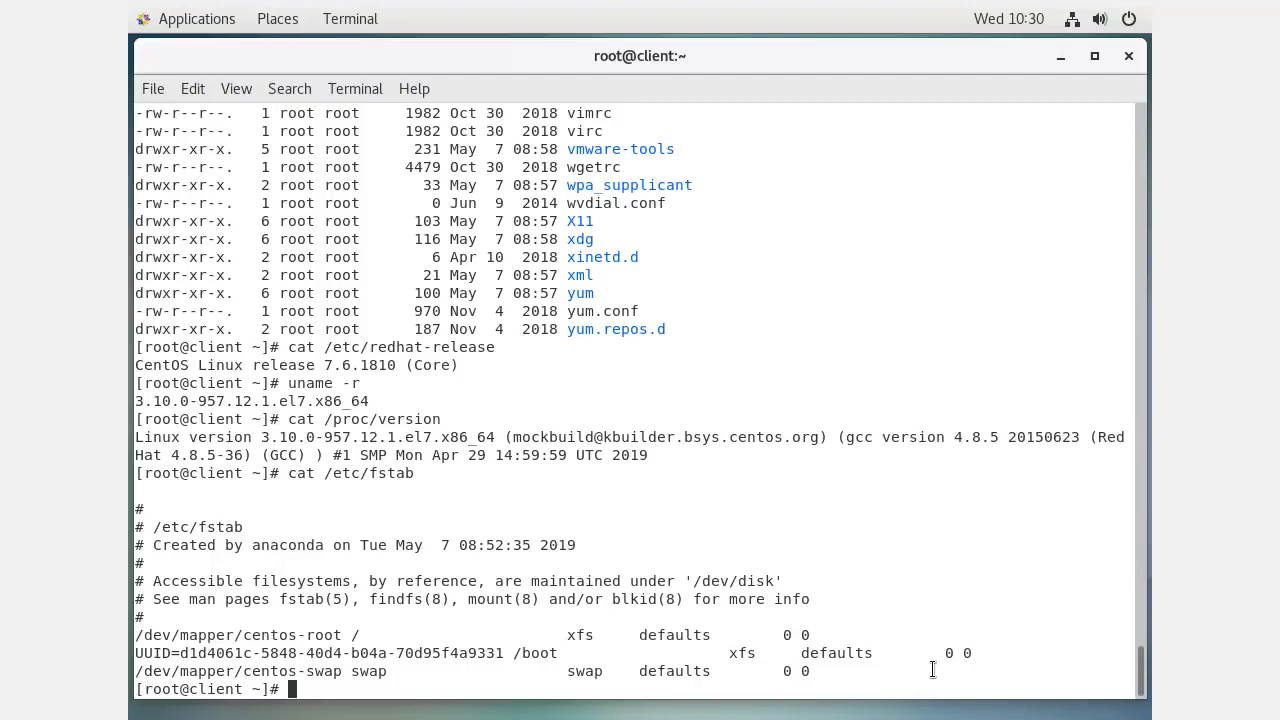 Applications Places Terminal Wed 10:30
root@client:~
File Edit View Search Terminal Help
-rw-r--r--. 1 root root 1982 Oct 30 2018 vimrc
-rw-r--r--. 1 root root 1982 Oct 30 2018 virc
drwxr-xr-x. 5 root root 231 May 7 08:58 vmware-tools
-rw-r--r--. 1 root root 4479 Oct 30 2018 wgetrc
drwxr-xr-x. 2 root root 33 May 7 08:57 wpa_supplicant
-rw-r--r--. 1 root root 0 Jun 9 2014 wvdial.conf
drwxr-xr-x. 6 root root 103 May 7 08:57 X11
drwxr-xr-x. 6 root root 116 May 7 08:58 xdg
drwxr-xr-x. 2 root root 6 Apr 10 2018 xinetd.d
drwxr-xr-x. 2 root root 21 May 7 08:57 xml
drwxr-xr-x. 6 root root 100 May 7 08:57 yum
-rw-r--r--. 1 root root 970 Nov 4 2018 yum.conf
drwxr-xr-x. 2 root root 187 Nov 4 2018 yum.repos.d
[root@client ~]# cat /etc/redhat-release
CentOS Linux release 7.6.1810 (Core)
[root@client ~]# uname -r
3.10.0-957.12.1.el7.x86_64
[root@client ~]# cat /proc/version
Linux version 3.10.0-957.12.1.el7.x86_64 (mockbuild@kbuilder.bsys.centos.org) (gcc version 4.8.5 20150623 (Red
Hat 4.8.5-36) (GCC) ) #1 SMP Mon Apr 29 14:59:59 UTC 2019
[root@client ~]# cat /etc/fstab
#
# /etc/fstab
# Created by anaconda on Tue May 7 08:52:35 2019
#
# Accessible filesystems, by reference, are maintained under '/dev/disk'
# See man pages fstab(5), findfs(8), mount(8) and/or blkid(8) for more info
#
/dev/mapper/centos-root / xfs defaults 0 0
UUID=d1d4061c-5848-40d4-b04a-70d95f4a9331 /boot xfs defaults 0 0
/dev/mapper/centos-swap swap swap defaults 0 0
[root@client ~]#